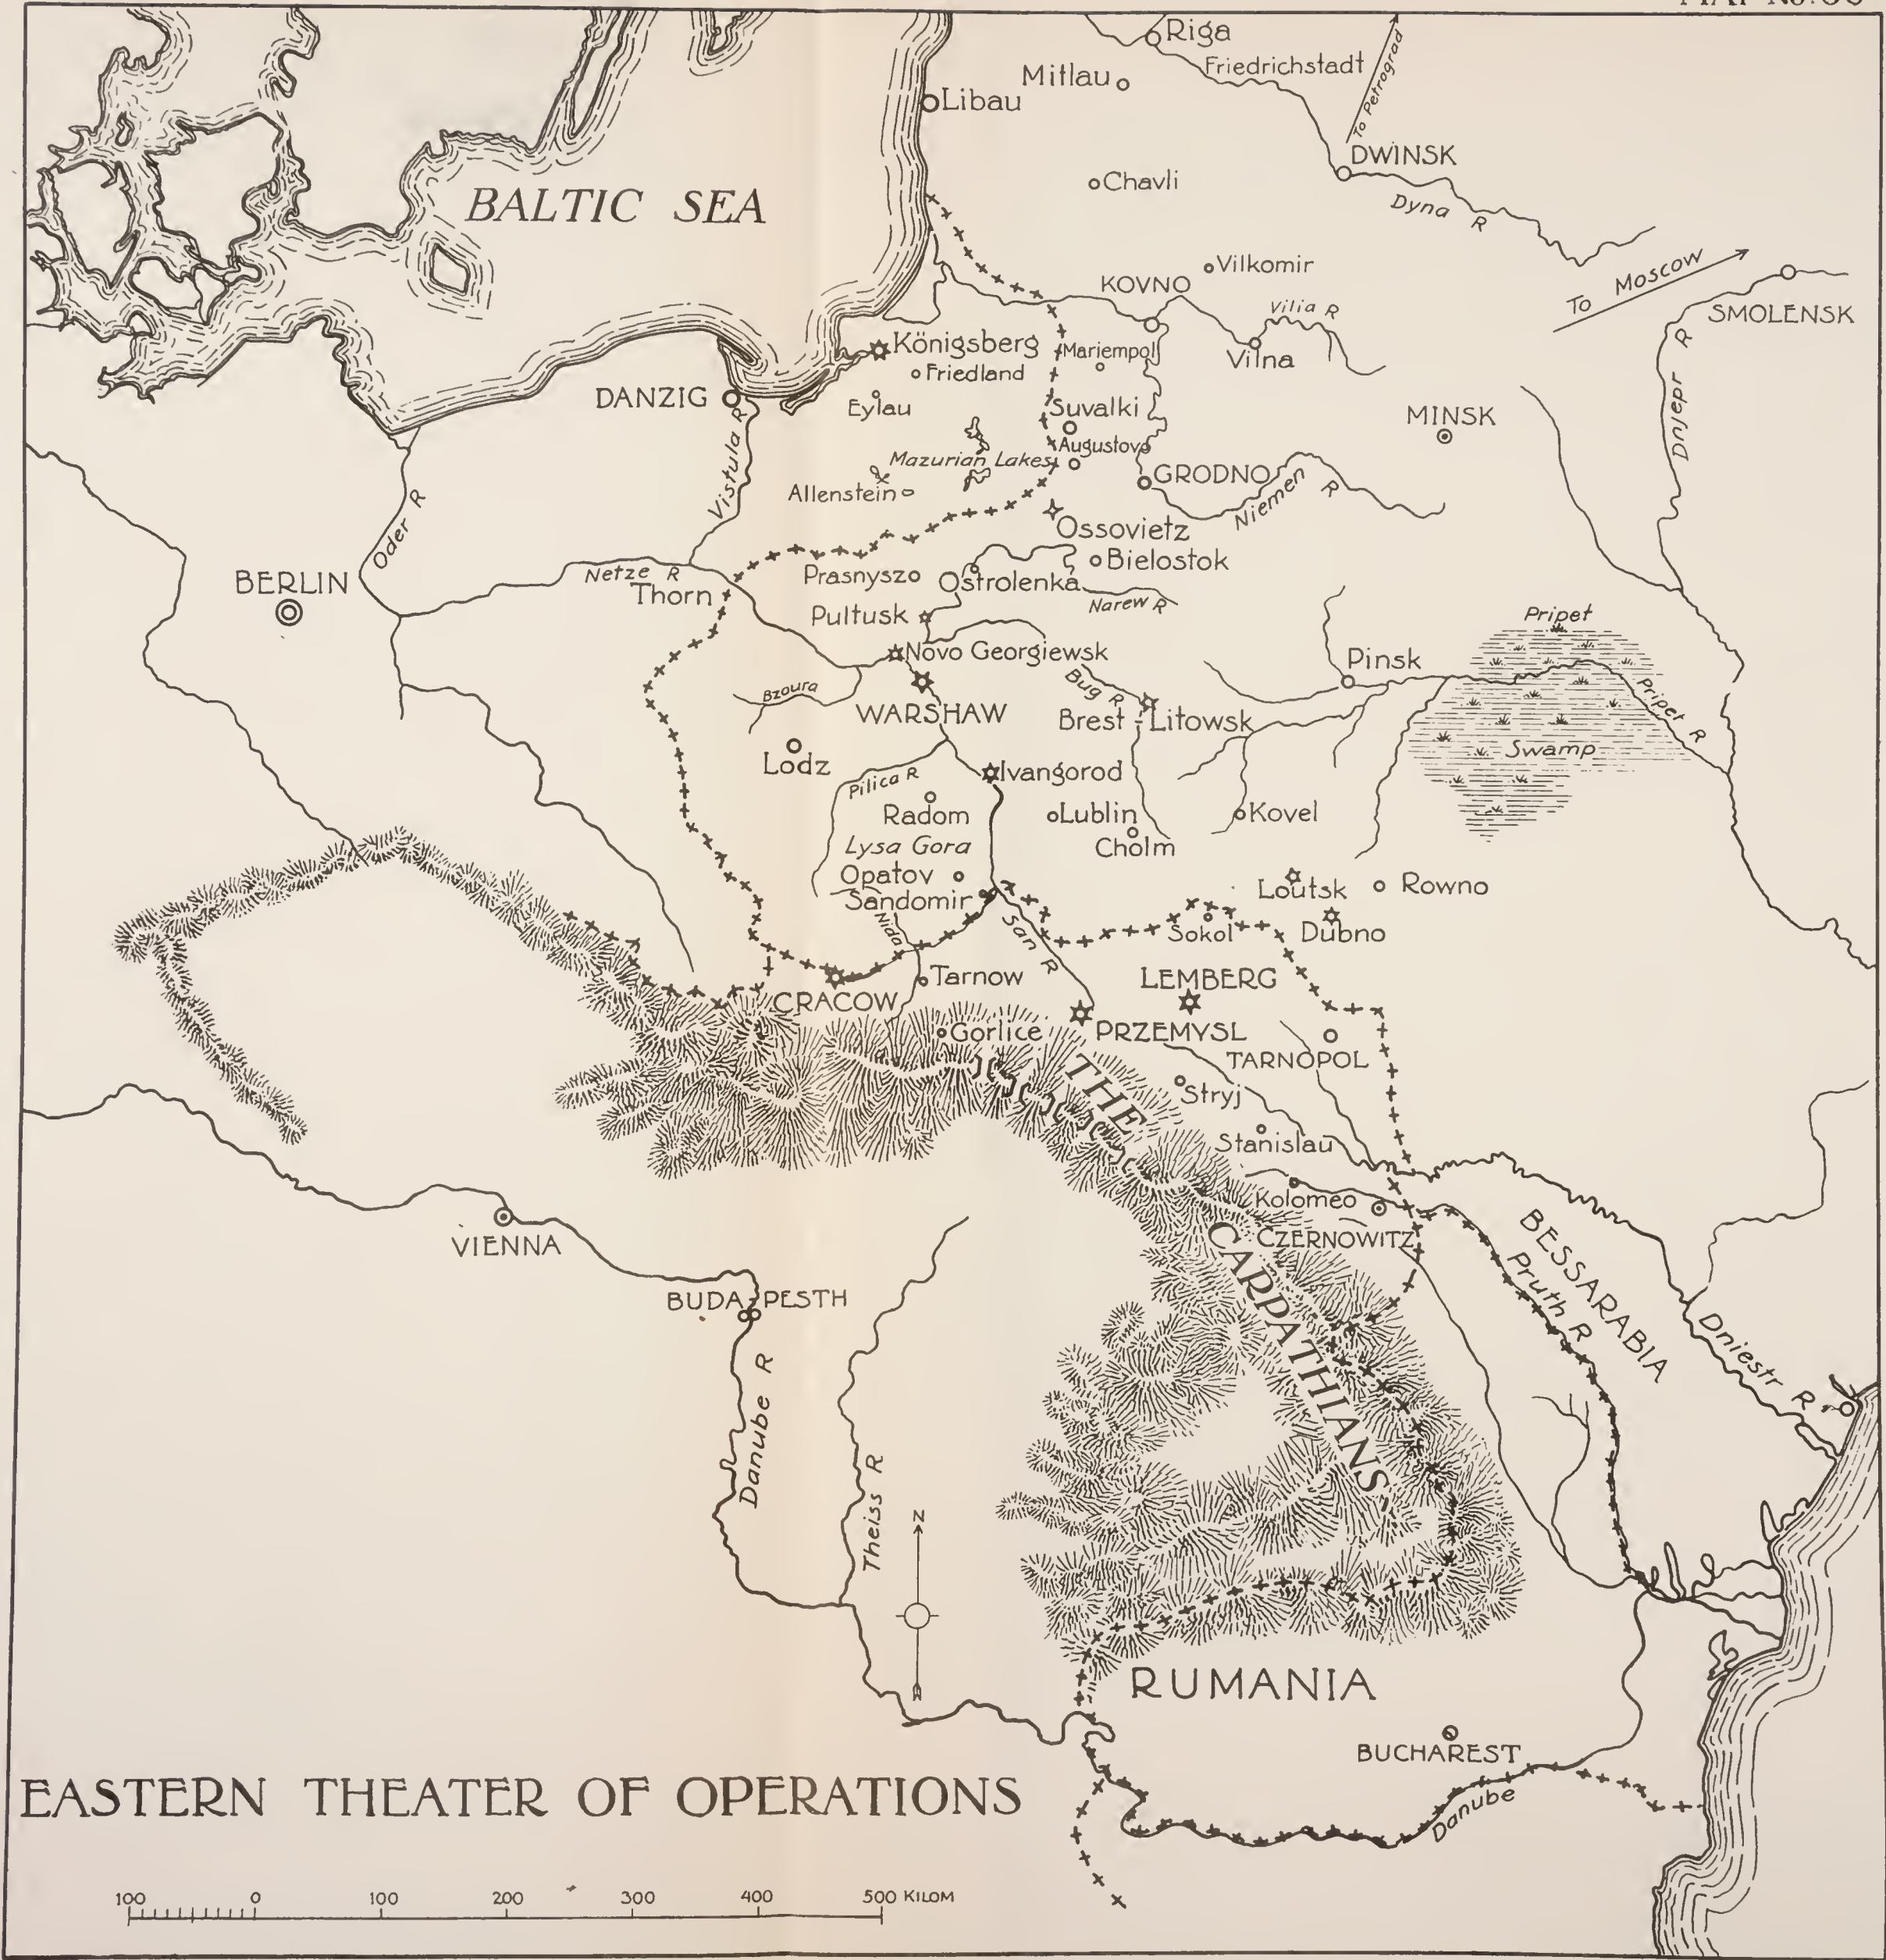 MAP No. 36
Riga
Friedrichstadt
To Petrograd
Mitlau
Libau
DWINSK
Chavli
BALTIC SEA
Dyna R
Vilkomir
To Moscow
KOVNO
SMOLENSK
Vilia R
Königsberg
Mariempol
Vilna
Friedland
DANZIG
Eylau
Suvalki
MINSK
Dnjepr R
Vistula R
Augustovo
Mazurian Lakes
Allenstein
GRODNO
Niemen R
Oder R
Ossovietz
Bielostok
BERLIN
Netze R
Thorn
Prasnysz
Ostrolenka
Narew R
Pultusk
Pripet
Novo Georgiewsk
Pinsk
Bug R
Bzoura
WARSHAW
Brest-Litowsk
Pripet R
Swamp
Lodz
Pilica R
Ivangorod
Radom
Lublin
Kovel
Lysa Gora
Cholm
Opatov
Loutsk
Rowno
Sandomir
Nida
San R
Sokol
Dubno
Tarnow
LEMBERG
CRACOW
Gorlice
PRZEMYSL
TARNOPOL
THE
Stryj
Stanislau
Kolomeo
CZERNOWITZ
VIENNA
CARPATHIANS
BESSARABIA
Pruth R
BUDA-PESTH
Dniestr R.
Danube R
Theiss R
N
RUMANIA
BUCHAREST
Danube
EASTERN THEATER OF OPERATIONS
100 0 100 200 300 400 500 KILOM